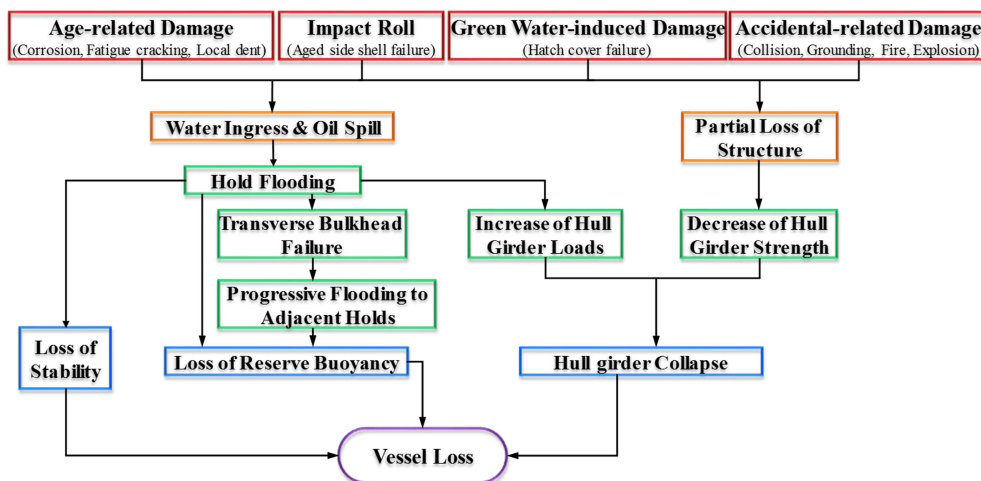 Age-related Damage
(Corrosion, Fatigue cracking, Local dent)
Impact Roll
(Aged side shell failure)
Green Water-induced Damage
(Hatch cover failure)
Accidental-related Damage
(Collision, Grounding, Fire, Explosion)
Water Ingress & Oil Spill
Partial Loss of
Structure
Hold Flooding
Transverse Bulkhead
Failure
Increase of Hull
Girder Loads
Decrease of Hull
Girder Strength
Progressive Flooding to
Adjacent Holds
Loss of
Stability
Loss of Reserve Buoyancy
Hull girder Collapse
Vessel Loss